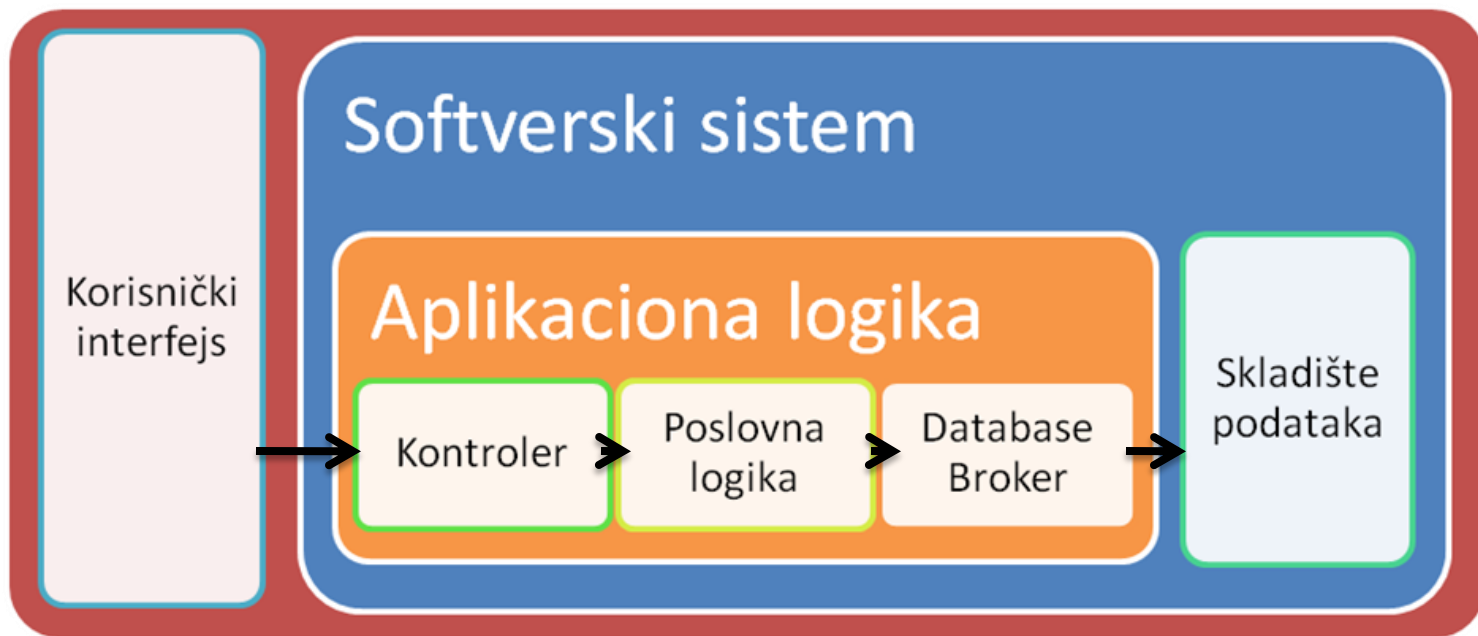 Softverski sistem
Korisnički
interfejs
Aplikaciona logika
Kontroler
Poslovna
logika
Database
Broker
Skladište
podataka